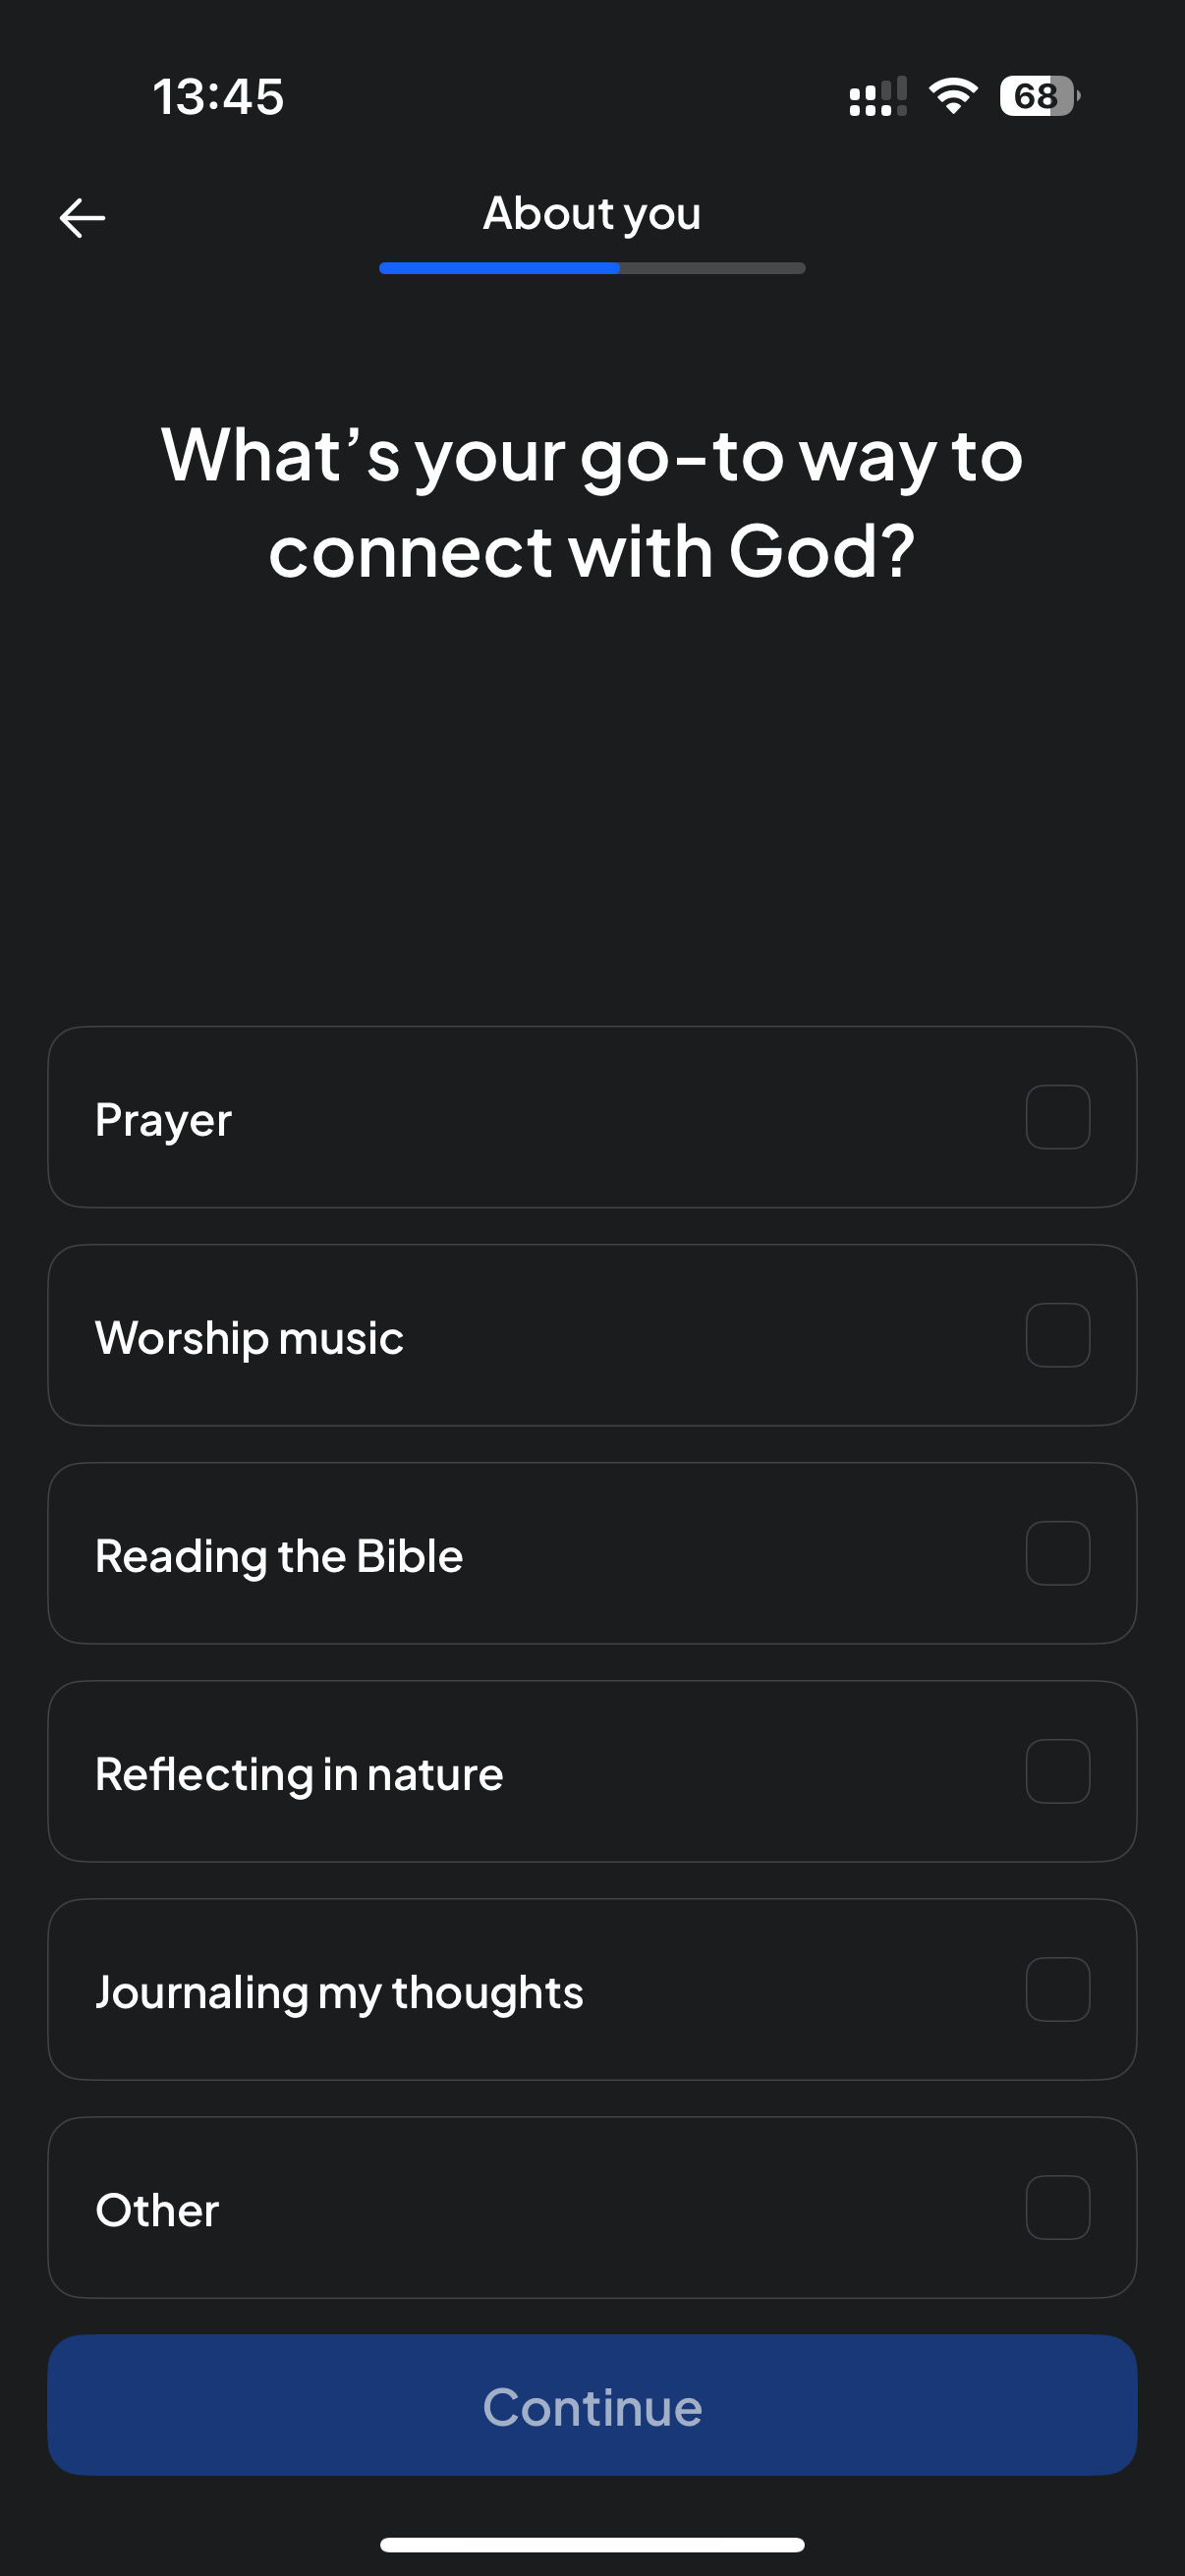 13:45
68
About you
What’s your go-to way to
connect with God?
Prayer
Worship music
Reading the Bible
Reflecting in nature
Journaling my thoughts
Other
Continue